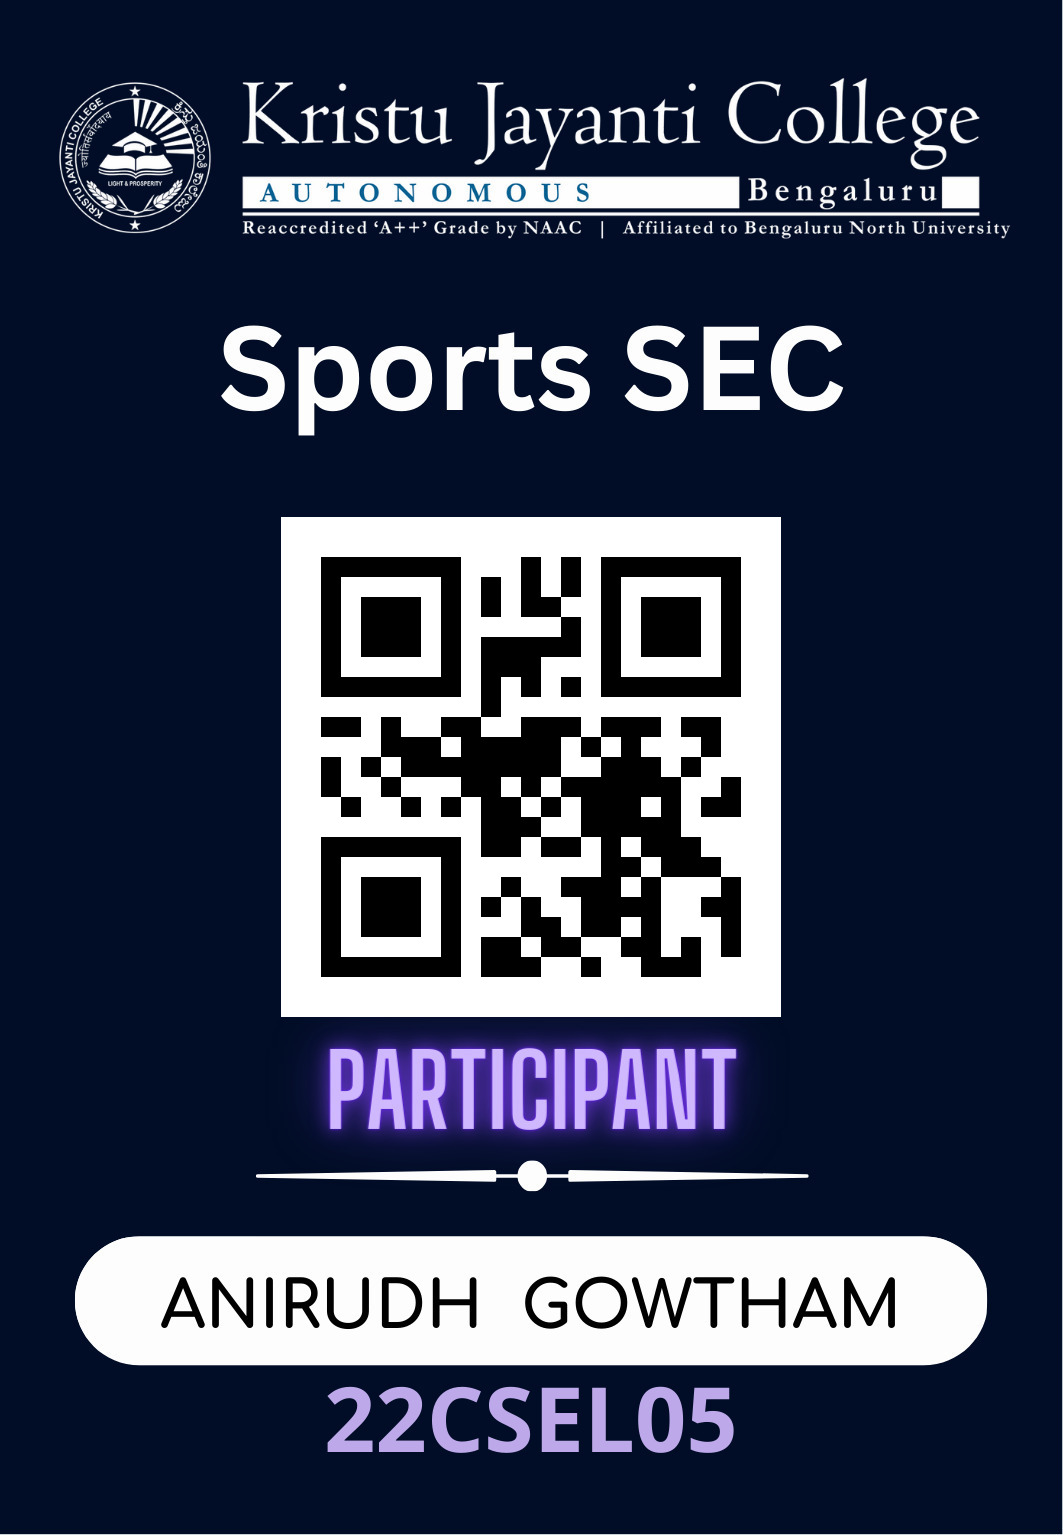 Kristu Jayanti College
AUTONOMOUS Bengaluru
Reaccredited ‘A++’ Grade by NAAC | Affiliated to Bengaluru North University
KRISTU JAYANTI COLLEGE
LIGHT & PROSPERITY
Sports SEC
PARTICIPANT
ANIRUDH GOWTHAM
22CSEL05